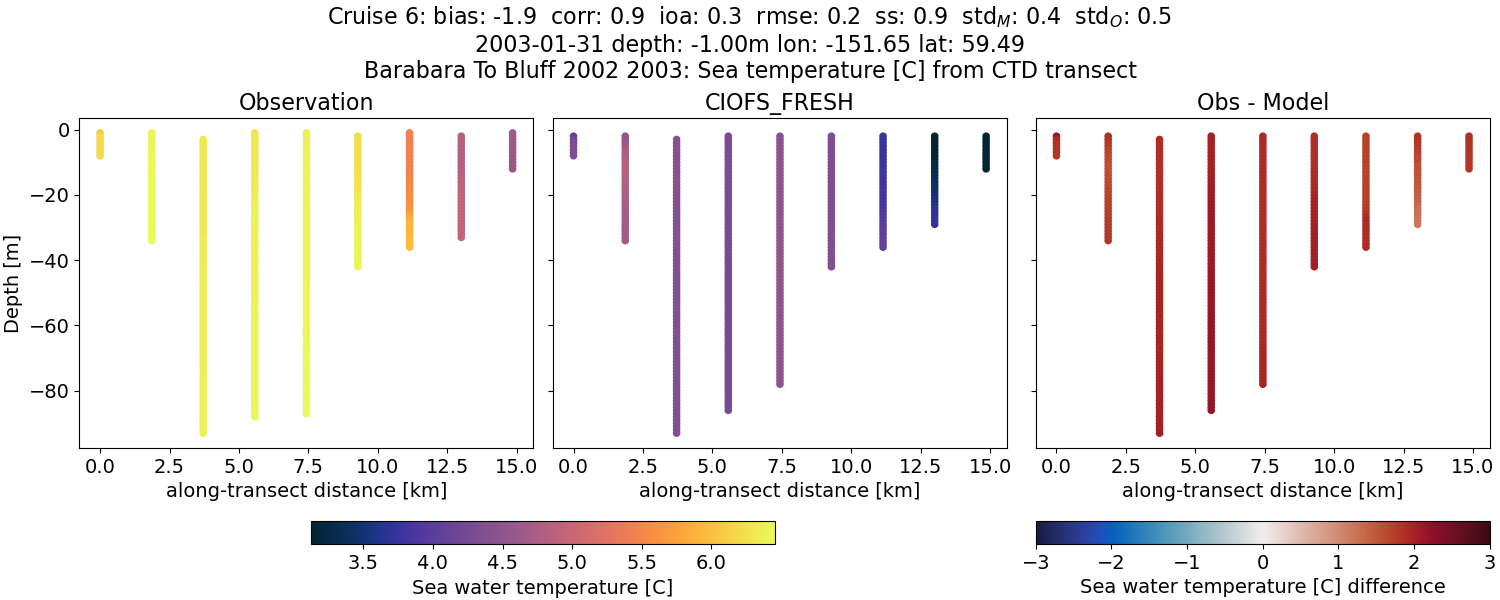 Cruise 6: bias: -1.9  corr: 0.9  ioa: 0.3  rmse: 0.2  ss: 0.9  std_M: 0.4  std_O: 0.5
2003-01-31 depth: -1.00m lon: -151.65 lat: 59.49
Barabara To Bluff 2002 2003: Sea temperature [C] from CTD transect
Observation CIOFS_FRESH Obs - Model
Depth [m]
0
−20
−40
−60
−80
0.0 2.5 5.0 7.5 10.0 12.5 15.0
along-transect distance [km]
0.0 2.5 5.0 7.5 10.0 12.5 15.0
along-transect distance [km]
0.0 2.5 5.0 7.5 10.0 12.5 15.0
along-transect distance [km]
3.5 4.0 4.5 5.0 5.5 6.0
Sea water temperature [C]
−3 −2 −1 0 1 2 3
Sea water temperature [C] difference